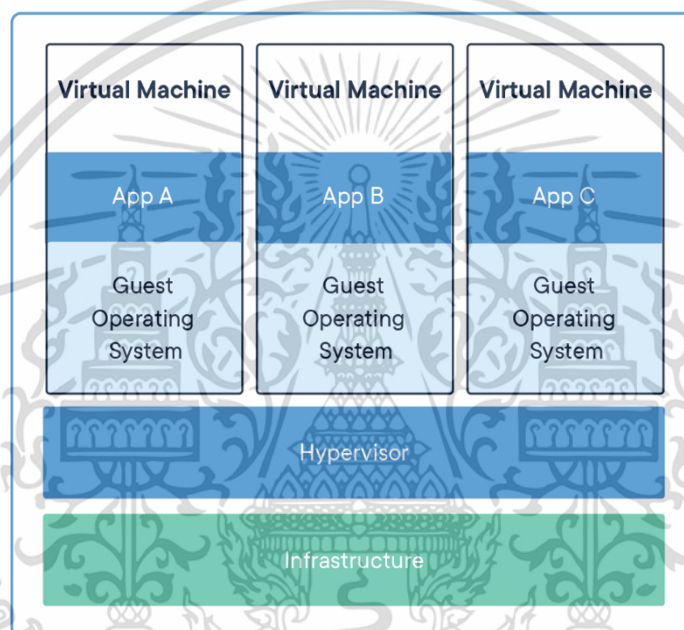 Virtual Machine Virtual Machine Virtual Machine
App A App B App C
Guest Guest Guest
Operating Operating Operating
System System System
Hypervisor
Infrastructure